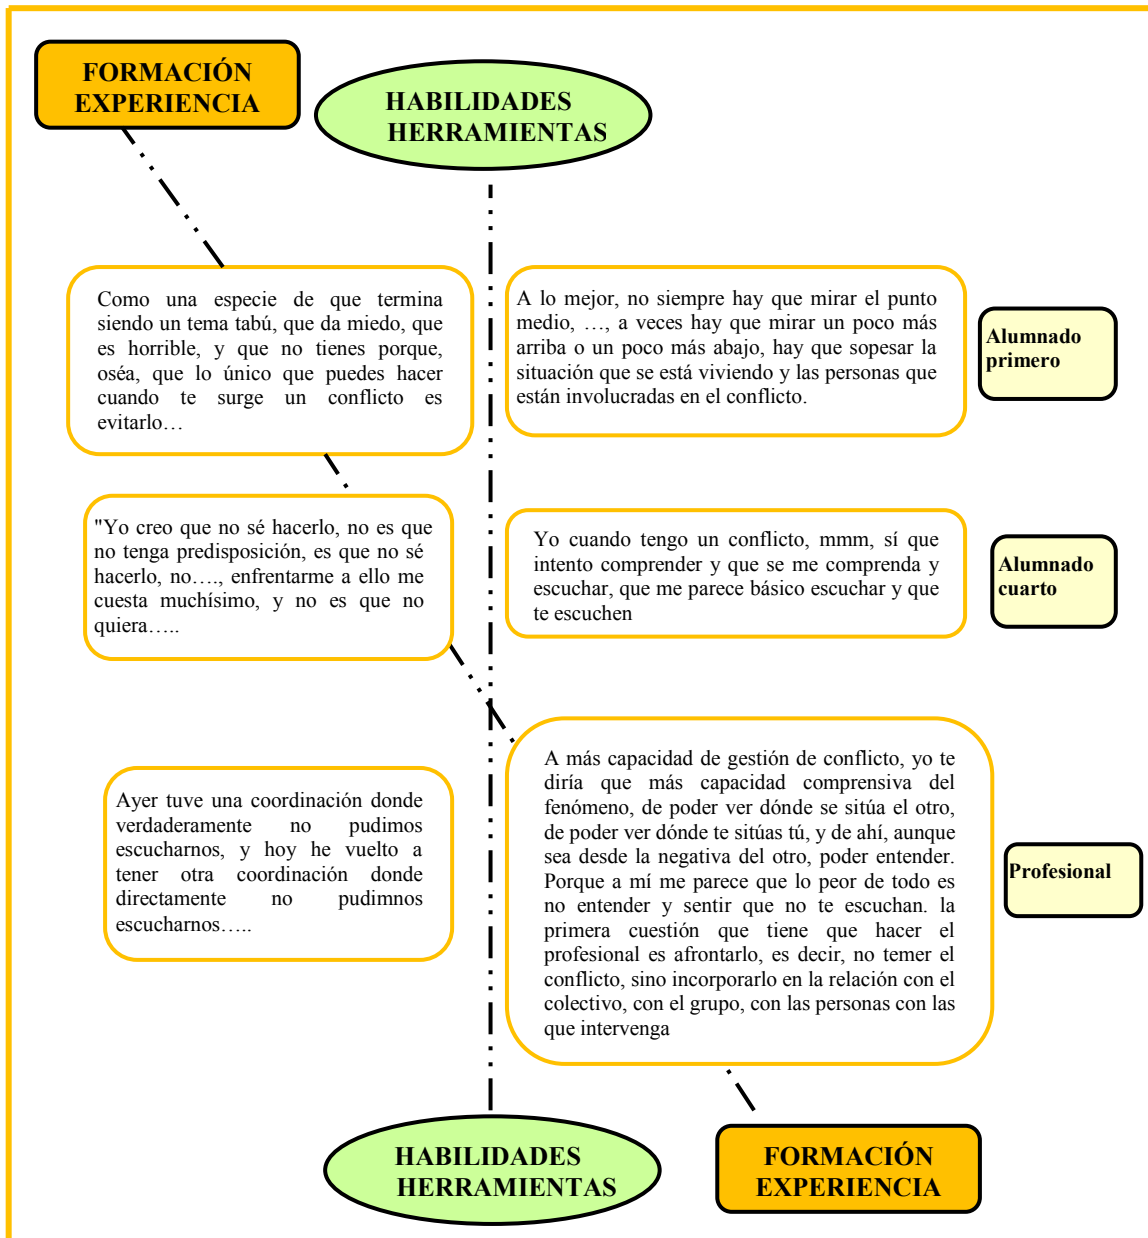 FORMACIÓN
EXPERIENCIA
HABILIDADES
HERRAMIENTAS
Como una especie de que termina
siendo un tema tabú, que da miedo, que
es horrible, y que no tienes porque,
oséa, que lo único que puedes hacer
cuando te surge un conflicto es
evitarlo…
A lo mejor, no siempre hay que mirar el punto
medio, …, a veces hay que mirar un poco más
arriba o un poco más abajo, hay que sopesar la
situación que se está viviendo y las personas que
están involucradas en el conflicto.
Alumnado
primero
"Yo creo que no sé hacerlo, no es que
no tenga predisposición, es que no sé
hacerlo, no…., enfrentarme a ello me
cuesta muchísimo, y no es que no
quiera…..
Yo cuando tengo un conflicto, mmm, sí que
intento comprender y que se me comprenda y
escuchar, que me parece básico escuchar y que
te escuchen
Alumnado
cuarto
Ayer tuve una coordinación donde
verdaderamente no pudimos
escucharnos, y hoy he vuelto a
tener otra coordinación donde
directamente no pudimnos
escucharnos…..
A más capacidad de gestión de conflicto, yo te
diría que más capacidad comprensiva del
fenómeno, de poder ver dónde se sitúa el otro,
de poder ver dónde te sitúas tú, y de ahí, aunque
sea desde la negativa del otro, poder entender.
Porque a mí me parece que lo peor de todo es
no entender y sentir que no te escuchan. la
primera cuestión que tiene que hacer el
profesional es afrontarlo, es decir, no temer el
conflicto, sino incorporarlo en la relación con el
colectivo, con el grupo, con las personas con las
que intervenga
Profesional
HABILIDADES
HERRAMIENTAS
FORMACIÓN
EXPERIENCIA